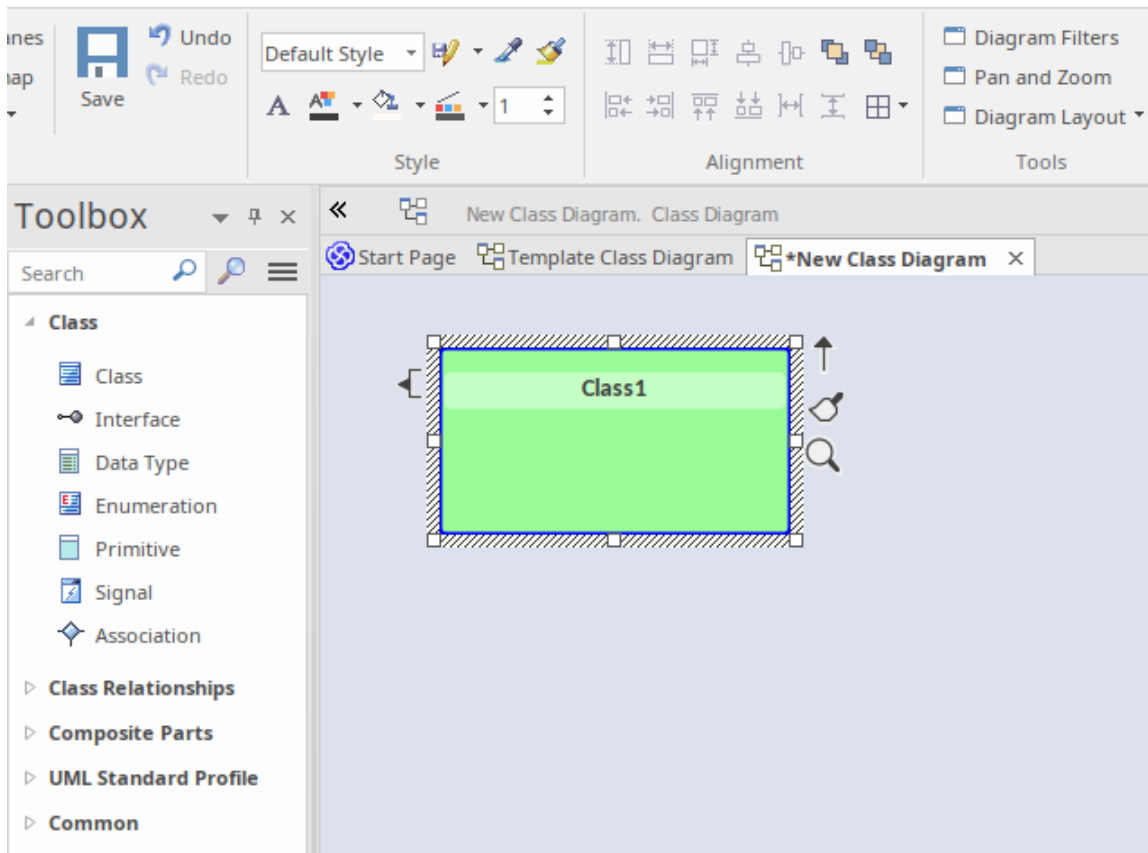 Undo
Redo
Save
Default Style
1
Style
Alignment
Diagram Filters
Pan and Zoom
Diagram Layout
Tools
Toolbox
Search
Class
Class
Interface
Data Type
Enumeration
Primitive
Signal
Association
Class Relationships
Composite Parts
UML Standard Profile
Common
New Class Diagram. Class Diagram
Start Page
Template Class Diagram
*New Class Diagram
Class1